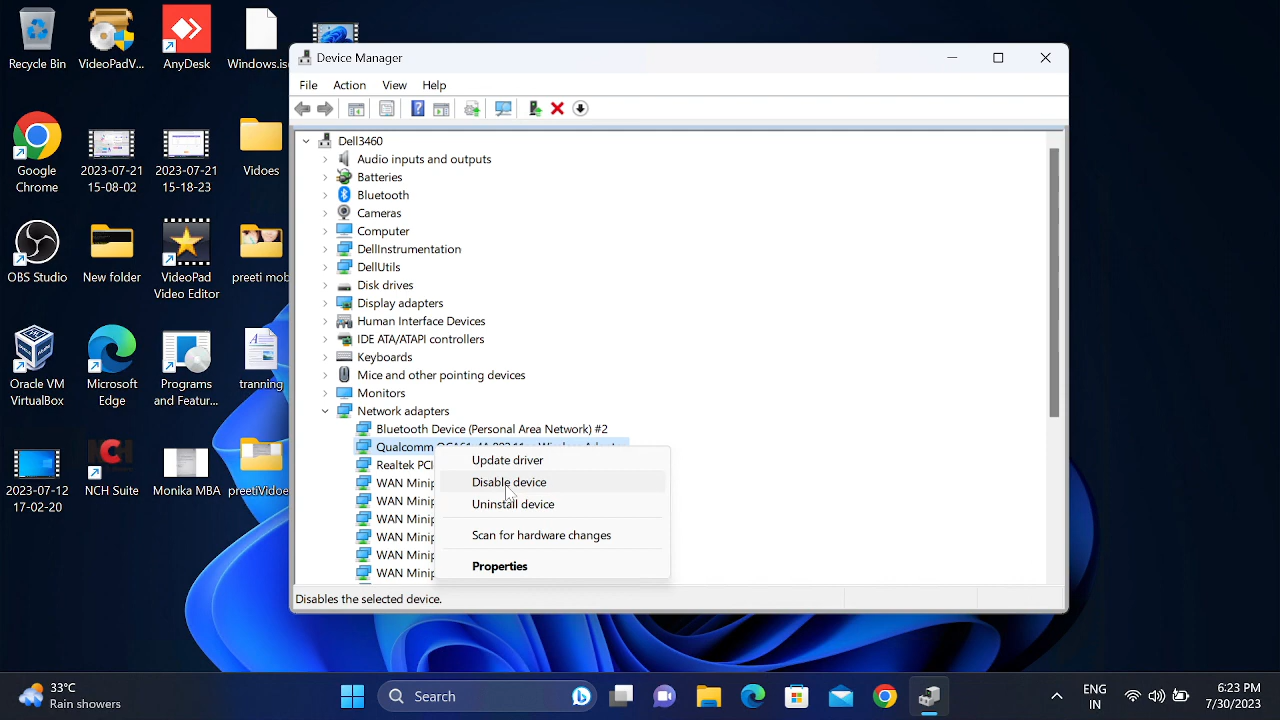 Recycle Bin
VideoPadV...
AnyDesk
Windows.is
Google
Chrome
2023-07-21
15-08-02
2023-07-21
15-18-23
Vidoes
OBS Studio
New folder
VideoPad
Video Editor
preeti mob
Oracle VM
VirtualBox
Microsoft
Edge
Programs
and Featur...
tranning
2023-07-12
17-02-20
NCH Suite
Monika MBA
preetiVidoe
Device Manager
File Action View Help
Dell3460
Audio inputs and outputs
Batteries
Bluetooth
Cameras
Computer
DellInstrumentation
DellUtils
Disk drives
Display adapters
Human Interface Devices
IDE ATA/ATAPI controllers
Keyboards
Mice and other pointing devices
Monitors
Network adapters
Bluetooth Device (Personal Area Network) #2
Qualcomm
Realtek PCI
WAN Minip
WAN Minip
WAN Minip
WAN Minip
WAN Minip
WAN Minip
Update driver
Disable device
Uninstall device
Scan for hardware changes
Properties
Disables the selected device.
33°C
Rain showers
Search
ENG
IN
6:23 PM
7/30/2023